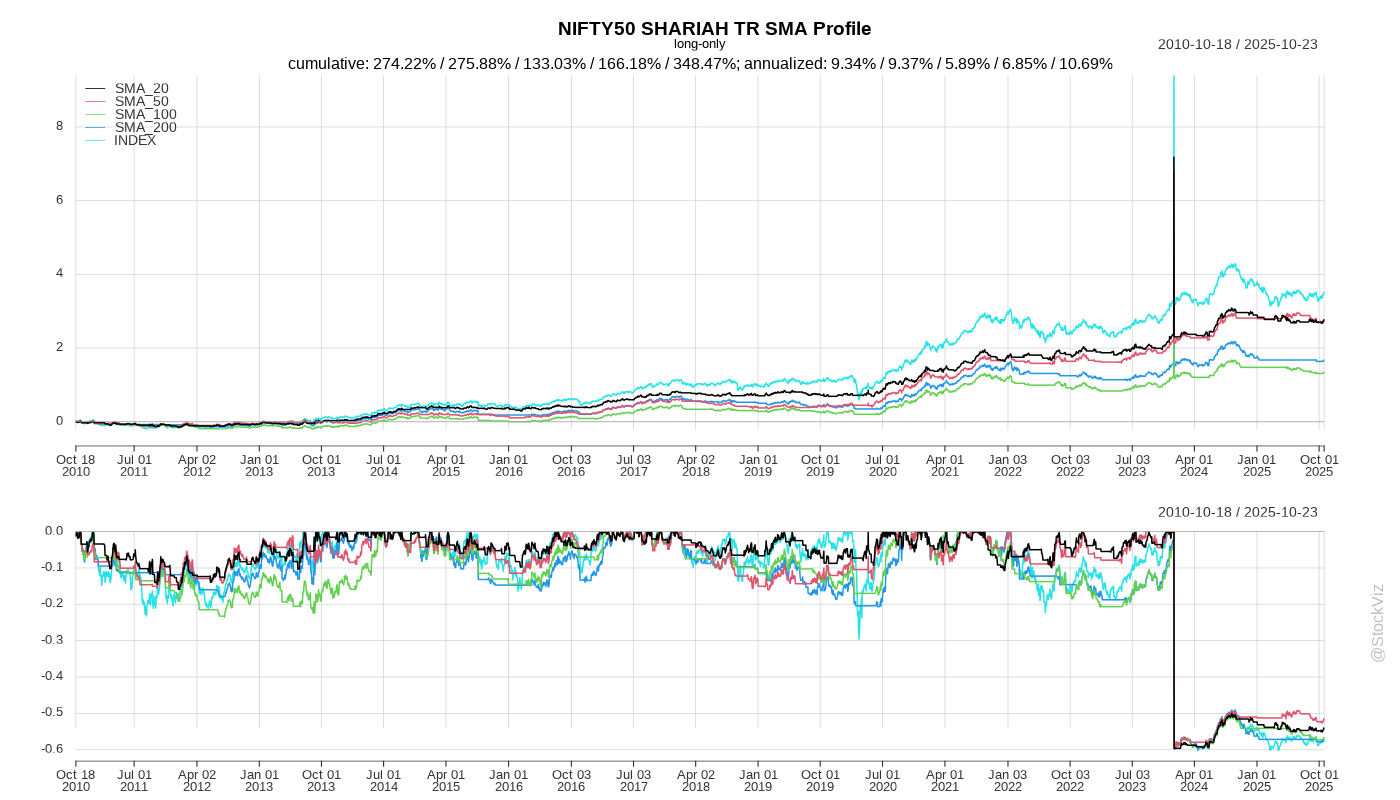 NIFTY50 SHARIAH TR SMA Profile
long-only
2010-10-18 / 2025-10-23
cumulative: 274.22% / 275.88% / 133.03% / 166.18% / 348.47%; annualized: 9.34% / 9.37% / 5.89% / 6.85% / 10.69%
SMA_20
SMA_50
SMA_100
SMA_200
INDEX
8
6
4
2
0
Oct 18 Jul 01 Apr 02 Jan 01 Oct 01 Jul 01 Apr 01 Jan 01 Oct 03 Jul 03 Apr 02 Jan 01 Oct 01 Jul 01 Apr 01 Jan 03 Oct 03 Jul 03 Apr 01 Jan 01 Oct 01
2010 2011 2012 2013 2013 2014 2015 2016 2016 2017 2018 2019 2019 2020 2021 2022 2022 2023 2024 2025 2025
2010-10-18 / 2025-10-23
0.0
-0.1
-0.2
-0.3
-0.4
-0.5
-0.6
Oct 18 Jul 01 Apr 02 Jan 01 Oct 01 Jul 01 Apr 01 Jan 01 Oct 03 Jul 03 Apr 02 Jan 01 Oct 01 Jul 01 Apr 01 Jan 03 Oct 03 Jul 03 Apr 01 Jan 01 Oct 01
2010 2011 2012 2013 2013 2014 2015 2016 2016 2017 2018 2019 2019 2020 2021 2022 2022 2023 2024 2025 2025
@StockViz